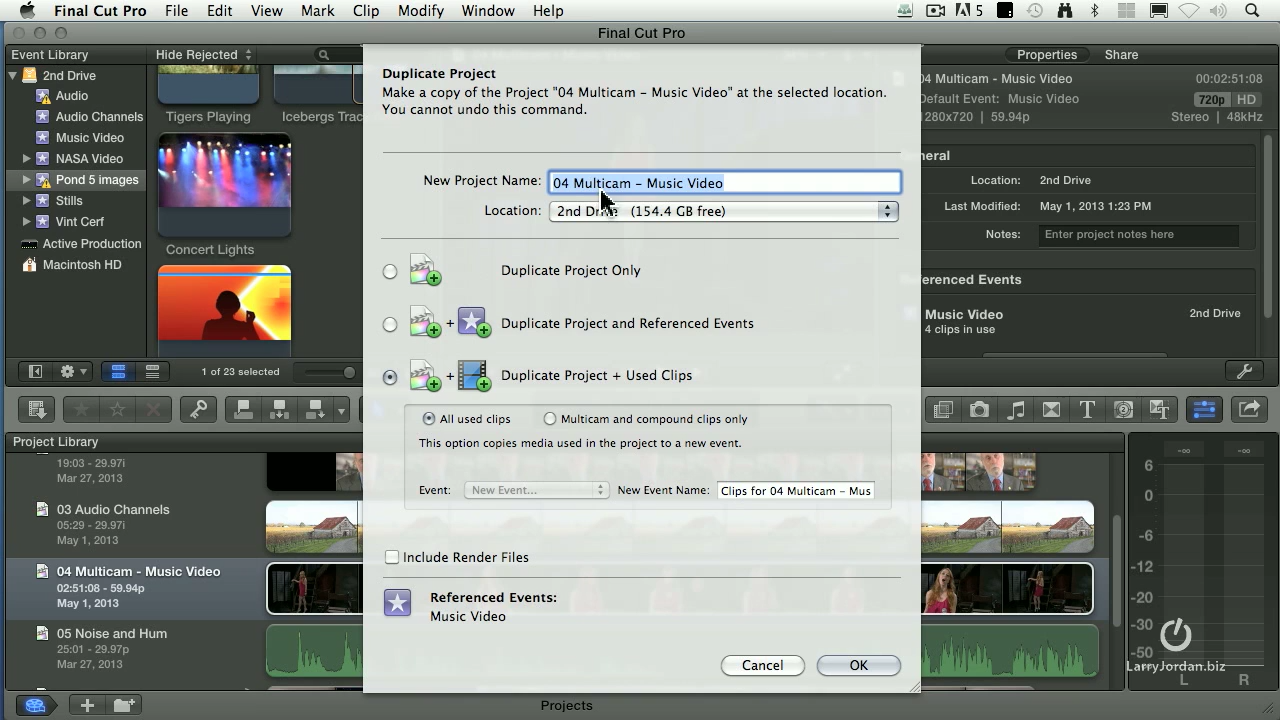 Final Cut Pro File Edit View Mark Clip Modify Window Help
5
Final Cut Pro
Event Library
Hide Rejected
Properties
Share
2nd Drive
Audio
Audio Channels
Music Video
NASA Video
Pond 5 images
Stills
Vint Cerf
Active Production
Macintosh HD
Tigers Playing
Icebergs Trac
Concert Lights
1 of 23 selected
Duplicate Project
Make a copy of the Project "04 Multicam – Music Video" at the selected location.
You cannot undo this command.
New Project Name: 04 Multicam – Music Video
Location: 2nd Drive (154.4 GB free)
Duplicate Project Only
+ Duplicate Project and Referenced Events
+ Duplicate Project + Used Clips
All used clips
Multicam and compound clips only
This option copies media used in the project to a new event.
Event: New Event...
New Event Name: Clips for 04 Multicam – Mus
Include Render Files
Referenced Events:
Music Video
Cancel
OK
04 Multicam - Music Video
00:02:51:08
efault Event: Music Video
720p HD
1280x720 | 59.94p
Stereo | 48kHz
neral
Location: 2nd Drive
Last Modified: May 1, 2013 1:23 PM
Notes: Enter project notes here
erenced Events
Music Video
2nd Drive
4 clips in use
Project Library
19:03 - 29.97i
Mar 27, 2013
03 Audio Channels
05:29 - 29.97i
May 1, 2013
04 Multicam - Music Video
02:51:08 - 59.94p
May 1, 2013
05 Noise and Hum
25:01 - 29.97p
Mar 27, 2013
-∞ -∞
6
0
-6
-12
-20
-30
-50
L R
LarryJordan.biz
Projects